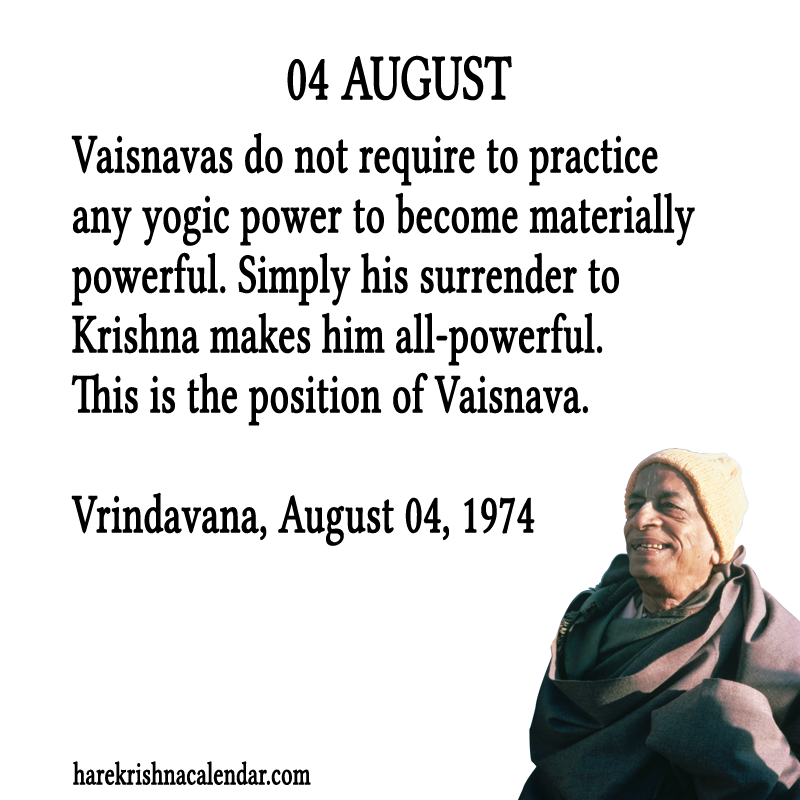 04 AUGUST
Vaisnavas do not require to practice
any yogic power to become materially
powerful. Simply his surrender to
Krishna makes him all-powerful.
This is the position of Vaisnava.
Vrindavana, August 04, 1974
harekrishnacalendar.com